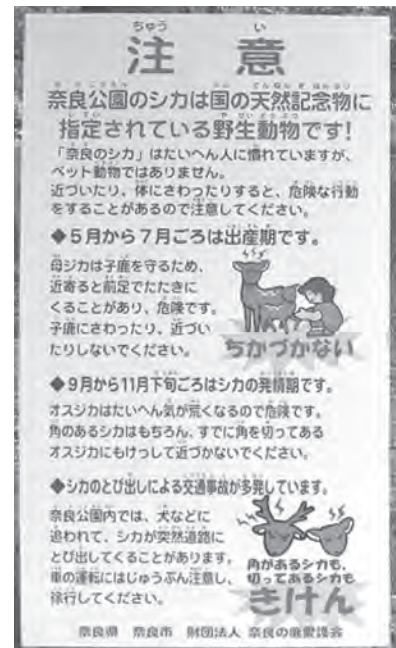 ちゅう い
注 意
奈良公園のシカは国の天然記念物に
指定されている野生動物です!
「奈良のシカ」はたいへん人に慣れていますが、
ペット動物ではありません。
近づいたり、体にさわったりすると、危険な行動
をすることがあるので注意してください。
◆5月から7月ごろは出産期です。
母ジカは子鹿を守るため、
近寄ると前足でたたきに
くることがあり、危険です。
子鹿にさわったり、近づい
たりしないでください。
ちかづかない
◆9月から11月下旬ごろはシカの発情期です。
オスジカはたいへん気が荒くなるので危険です。
角のあるシカはもちろん、すでに角を切ってある
オスジカにもけっして近づかないでください。
◆シカのとび出しによる交通事故が多発しています。
奈良公園内では、犬などに
追われて、シカが突然道路に
とび出してくることがあります。
車の運転にはじゅうぶん注意し、
徐行してください。
角があるシカも、
切ってあるシカも
きけん
奈良県 奈良市 財団法人 奈良の鹿愛護会